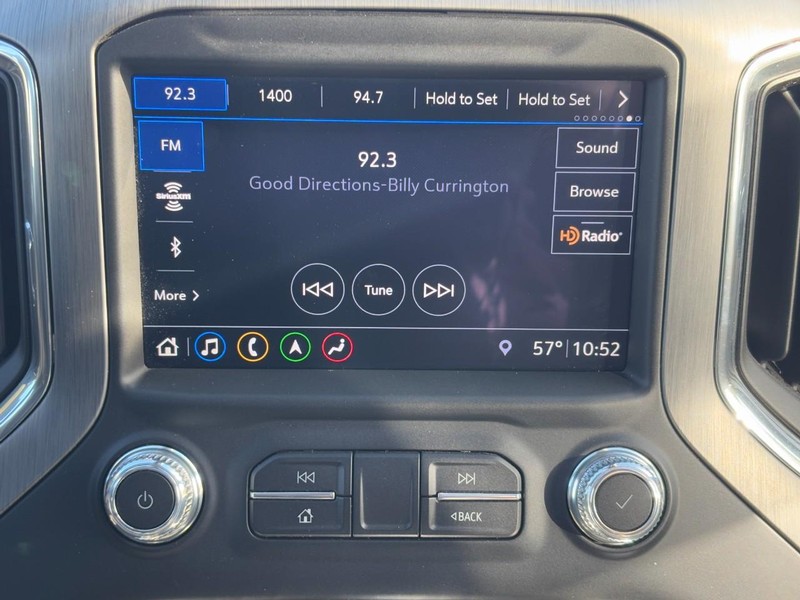 92.3 1400 94.7 Hold to Set Hold to Set
FM
92.3
Good Directions-Billy Currington
Sound
SiriusXM
Browse
HD Radio
More
Tune
57° 10:52
BACK